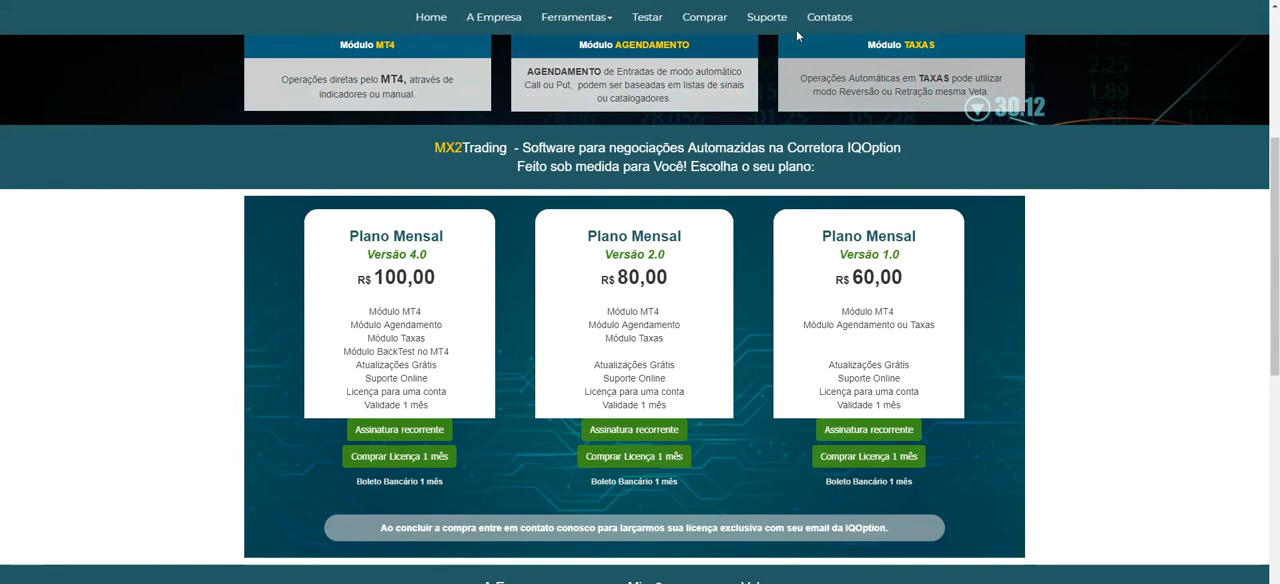 Home A Empresa Ferramentas Testar Comprar Suporte Contatos
Módulo MT4
Operações diretas pelo MT4, através de
indicadores ou manual.
Módulo AGENDAMENTO
AGENDAMENTO de Entradas de modo automático
Call ou Put, podem ser baseadas em listas de sinais
ou catalogadores.
Módulo TAXAS
Operações Automáticas em TAXAS pode utilizar
modo Reversão ou Retração mesma Vela.
2.25
1.89
30.12
78.056
-01.25
05.228
MX2Trading - Software para negociações Automazidas na Corretora IQOption
Feito sob medida para Você! Escolha o seu plano:
Plano Mensal
Versão 4.0
R$ 100,00
Módulo MT4
Módulo Agendamento
Módulo Taxas
Módulo BackTest no MT4
Atualizações Grátis
Suporte Online
Licença para uma conta
Validade 1 mês
Assinatura recorrente
Comprar Licença 1 mês
Boleto Bancário 1 mês
Plano Mensal
Versão 2.0
R$ 80,00
Módulo MT4
Módulo Agendamento
Módulo Taxas
Atualizações Grátis
Suporte Online
Licença para uma conta
Validade 1 mês
Assinatura recorrente
Comprar Licença 1 mês
Boleto Bancário 1 mês
Plano Mensal
Versão 1.0
R$ 60,00
Módulo MT4
Módulo Agendamento ou Taxas
Atualizações Grátis
Suporte Online
Licença para uma conta
Validade 1 mês
Assinatura recorrente
Comprar Licença 1 mês
Boleto Bancário 1 mês
Ao concluir a compra entre em contato conosco para larçarmos sua licença exclusiva com seu email da IQOption.